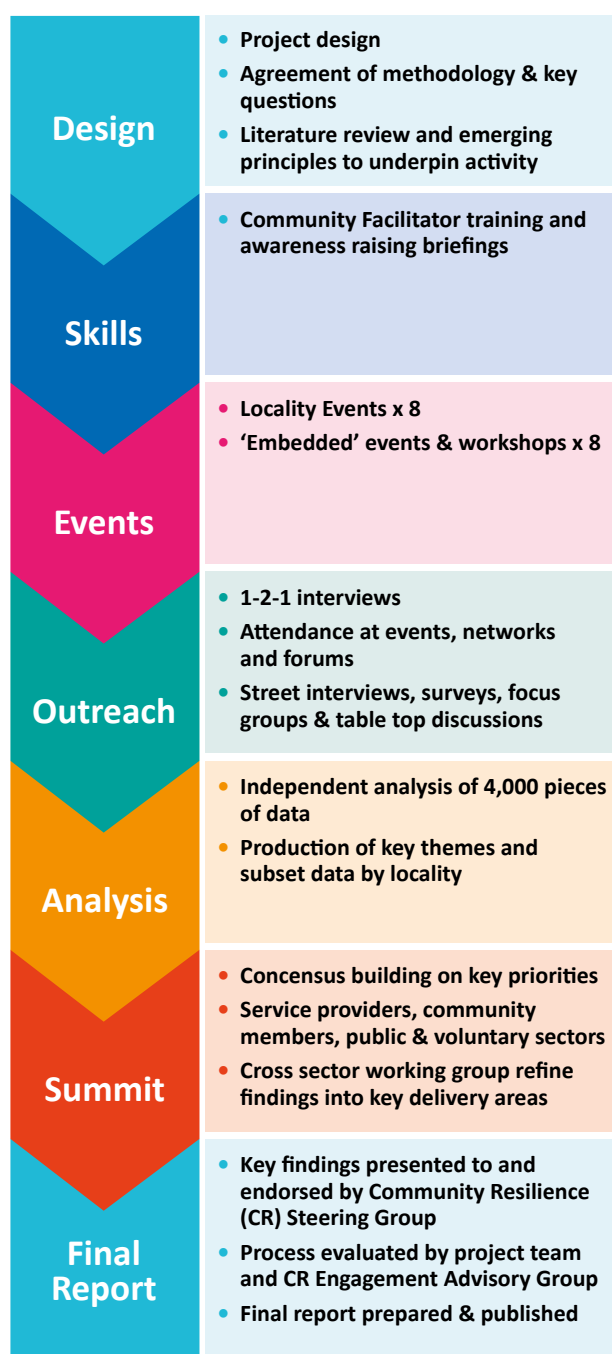 Design
• Project design
• Agreement of methodology & key
questions
• Literature review and emerging
principles to underpin activity
Skills
• Community Facilitator training and
awareness raising briefings
Events
• Locality Events x 8
• ‘Embedded’ events & workshops x 8
Outreach
• 1-2-1 interviews
• Attendance at events, networks
and forums
• Street interviews, surveys, focus
groups & table top discussions
Analysis
• Independent analysis of 4,000 pieces
of data
• Production of key themes and
subset data by locality
Summit
• Concensus building on key priorities
• Service providers, community
members, public & voluntary sectors
• Cross sector working group refine
findings into key delivery areas
Final
Report
• Key findings presented to and
endorsed by Community Resilience
(CR) Steering Group
• Process evaluated by project team
and CR Engagement Advisory Group
• Final report prepared & published